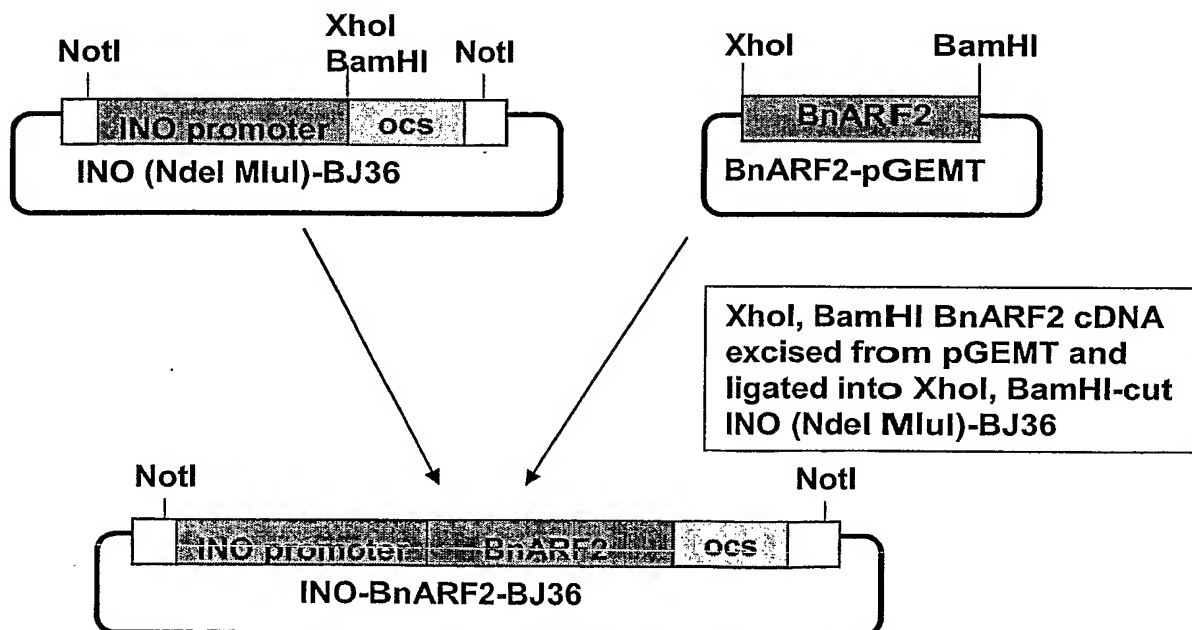 XhoI
NotI BamHI NotI
INO promoter ocs
INO (NdeI MluI)-BJ36
XhoI BamHI
BnARF2
BnARF2-pGEMT
XhoI, BamHI BnARF2 cDNA
excised from pGEMT and
ligated into XhoI, BamHI-cut
INO (NdeI MluI)-BJ36
NotI NotI
INO promoter BnARF2 ocs
INO-BnARF2-BJ36